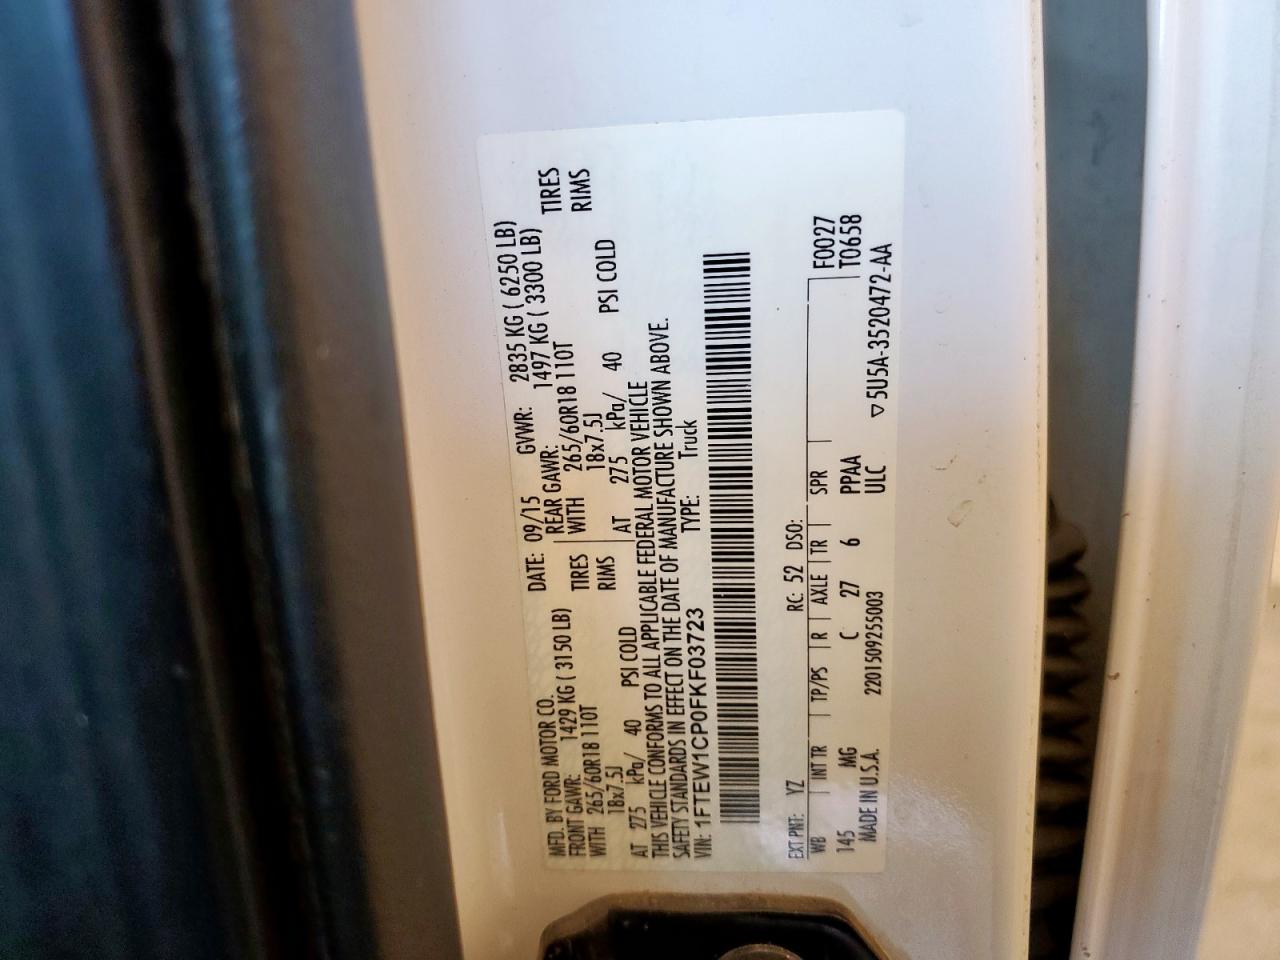 MFD. BY FORD MOTOR CO. DATE: 09/15 GVWR: 2835 KG ( 6250 LB)
FRONT GAWR: 1429 KG ( 3150 LB) REAR GAWR: 1497 KG ( 3300 LB)
WITH 265/60R18 110T TIRES WITH 265/60R18 110T TIRES
18x7.5J RIMS 18x7.5J RIMS
AT 275 kPa/ 40 PSI COLD AT 275 kPa/ 40 PSI COLD
THIS VEHICLE CONFORMS TO ALL APPLICABLE FEDERAL MOTOR VEHICLE
SAFETY STANDARDS IN EFFECT ON THE DATE OF MANUFACTURE SHOWN ABOVE.
VIN: 1FTEW1CP0FKF03723 TYPE: Truck
EXT PNT: YZ RC: 52 DSO: F0027
WB INT TR TP/PS R AXLE TR SPR T0658
145 MG C 27 6 PPAA
ULC
MADE IN U.S.A. 2201509255003 ▽ 5U5A-3520472-AA